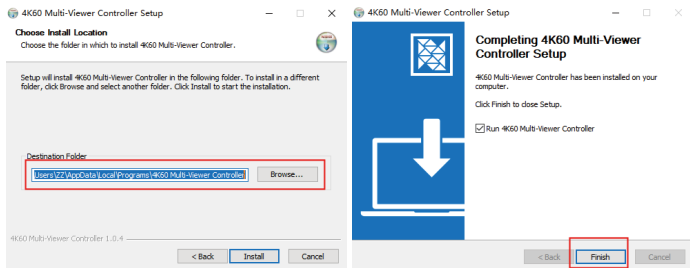 4K60 Multi-Viewer Controller Setup
Choose Install Location
Choose the folder in which to install 4K60 Multi-Viewer Controller.
Setup will install 4K60 Multi-Viewer Controller in the following folder. To install in a different
folder, click Browse and select another folder. Click Install to start the installation.
Destination Folder
Users\ZZ\AppData\Local\Programs\4K60 Multi-Viewer Controller
Browse...
4K60 Multi-Viewer Controller 1.0.4
< Back
Install
Cancel
4K60 Multi-Viewer Controller Setup
Completing 4K60 Multi-Viewer
Controller Setup
4K60 Multi-Viewer Controller has been installed on your
computer.
Click Finish to close Setup.
Run 4K60 Multi-Viewer Controller
< Back
Finish
Cancel